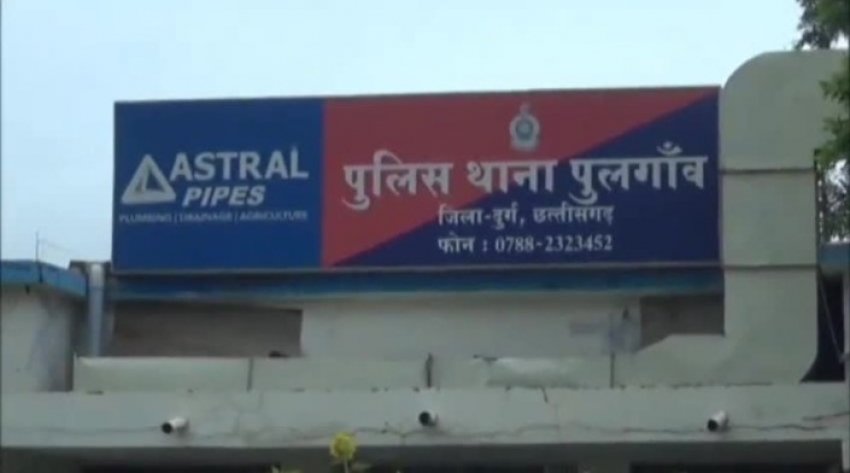 ASTRAL
PIPES
PLUMBING | DRAINAGE | AGRICULTURE
पुलिस थाना पुलगाँव
जिला-दुर्ग, छत्तीसगढ़
फोन : 0788-2323452